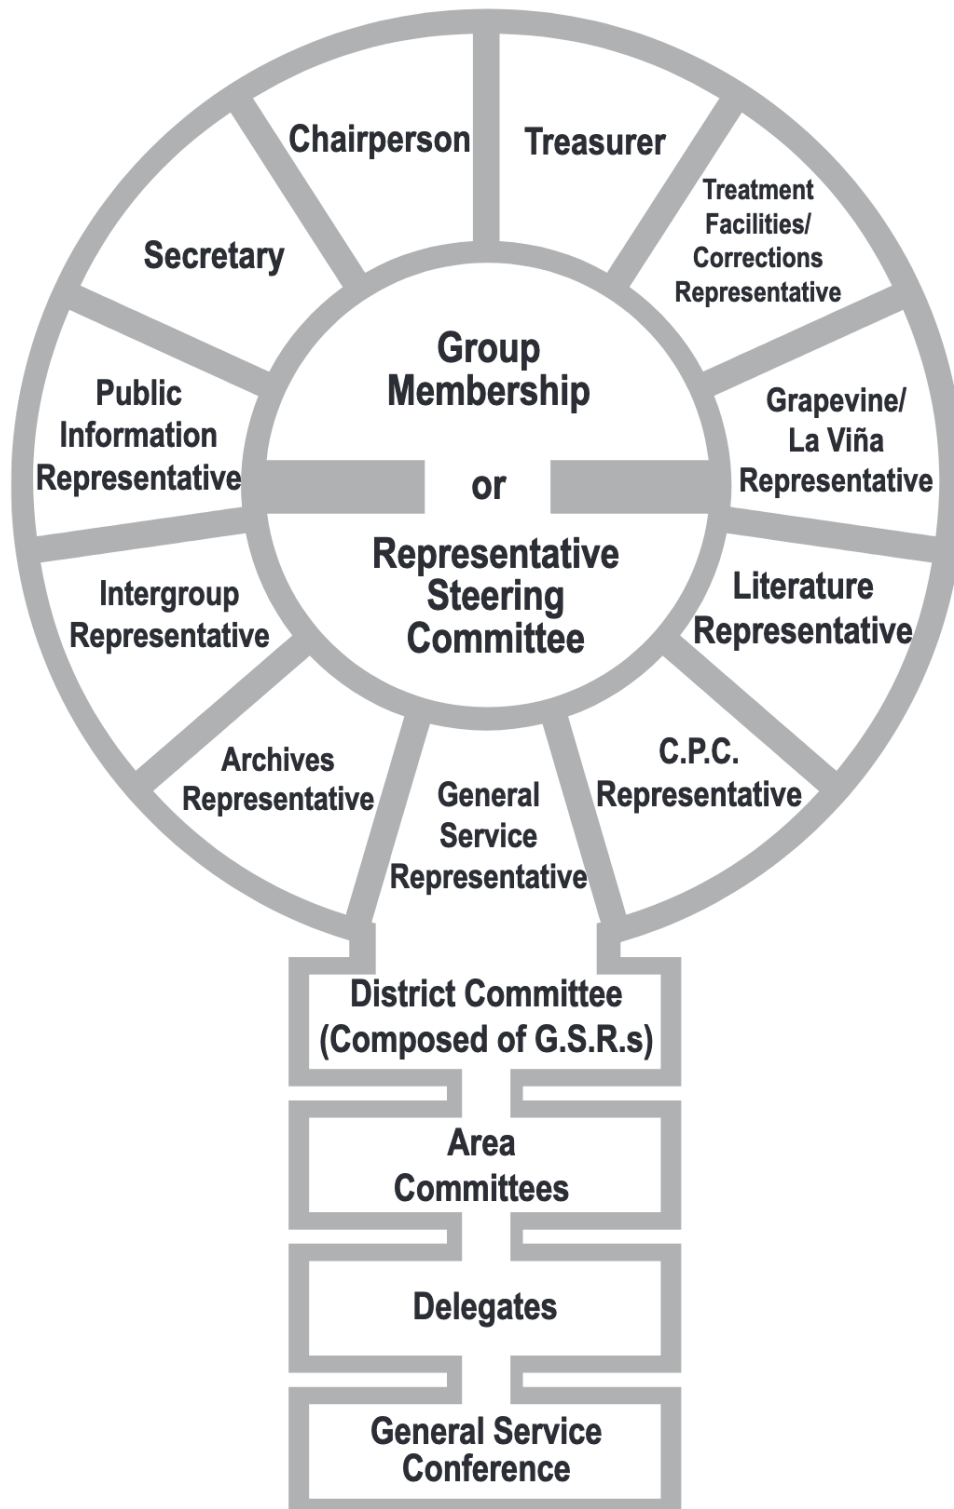 Chairperson
Treasurer
Treatment
Facilities/
Corrections
Representative
Secretary
Group
Membership
or
Representative
Steering
Committee
Public
Information
Representative
Grapevine/
La Viña
Representative
Intergroup
Representative
Literature
Representative
Archives
Representative
General
Service
Representative
C.P.C.
Representative
District Committee
(Composed of G.S.R.s)
Area
Committees
Delegates
General Service
Conference